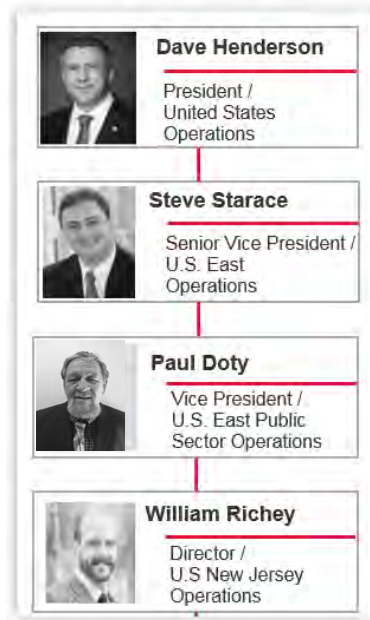 Dave Henderson
President /
United States
Operations
Steve Starace
Senior Vice President /
U.S. East
Operations
Paul Doty
Vice President /
U.S. East Public
Sector Operations
William Richey
Director /
U.S New Jersey
Operations